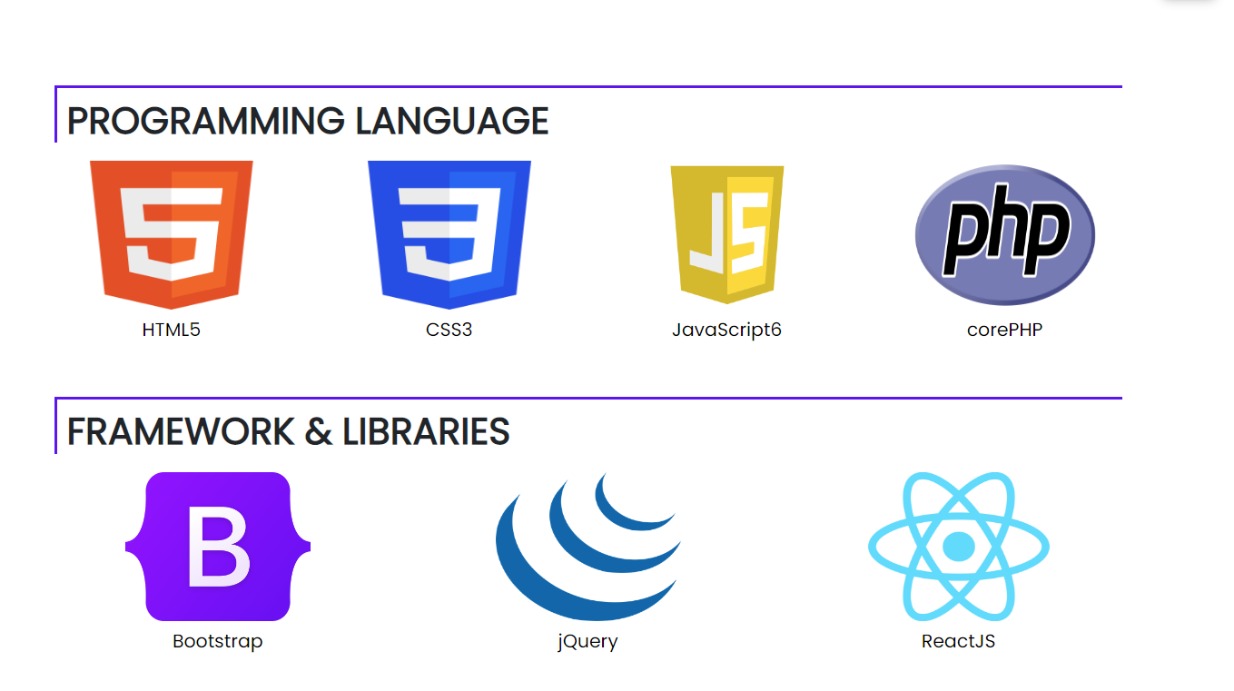 PROGRAMMING LANGUAGE
5
3
JS
php
HTML5
CSS3
JavaScript6
corePHP
FRAMEWORK & LIBRARIES
B
Bootstrap
jQuery
ReactJS